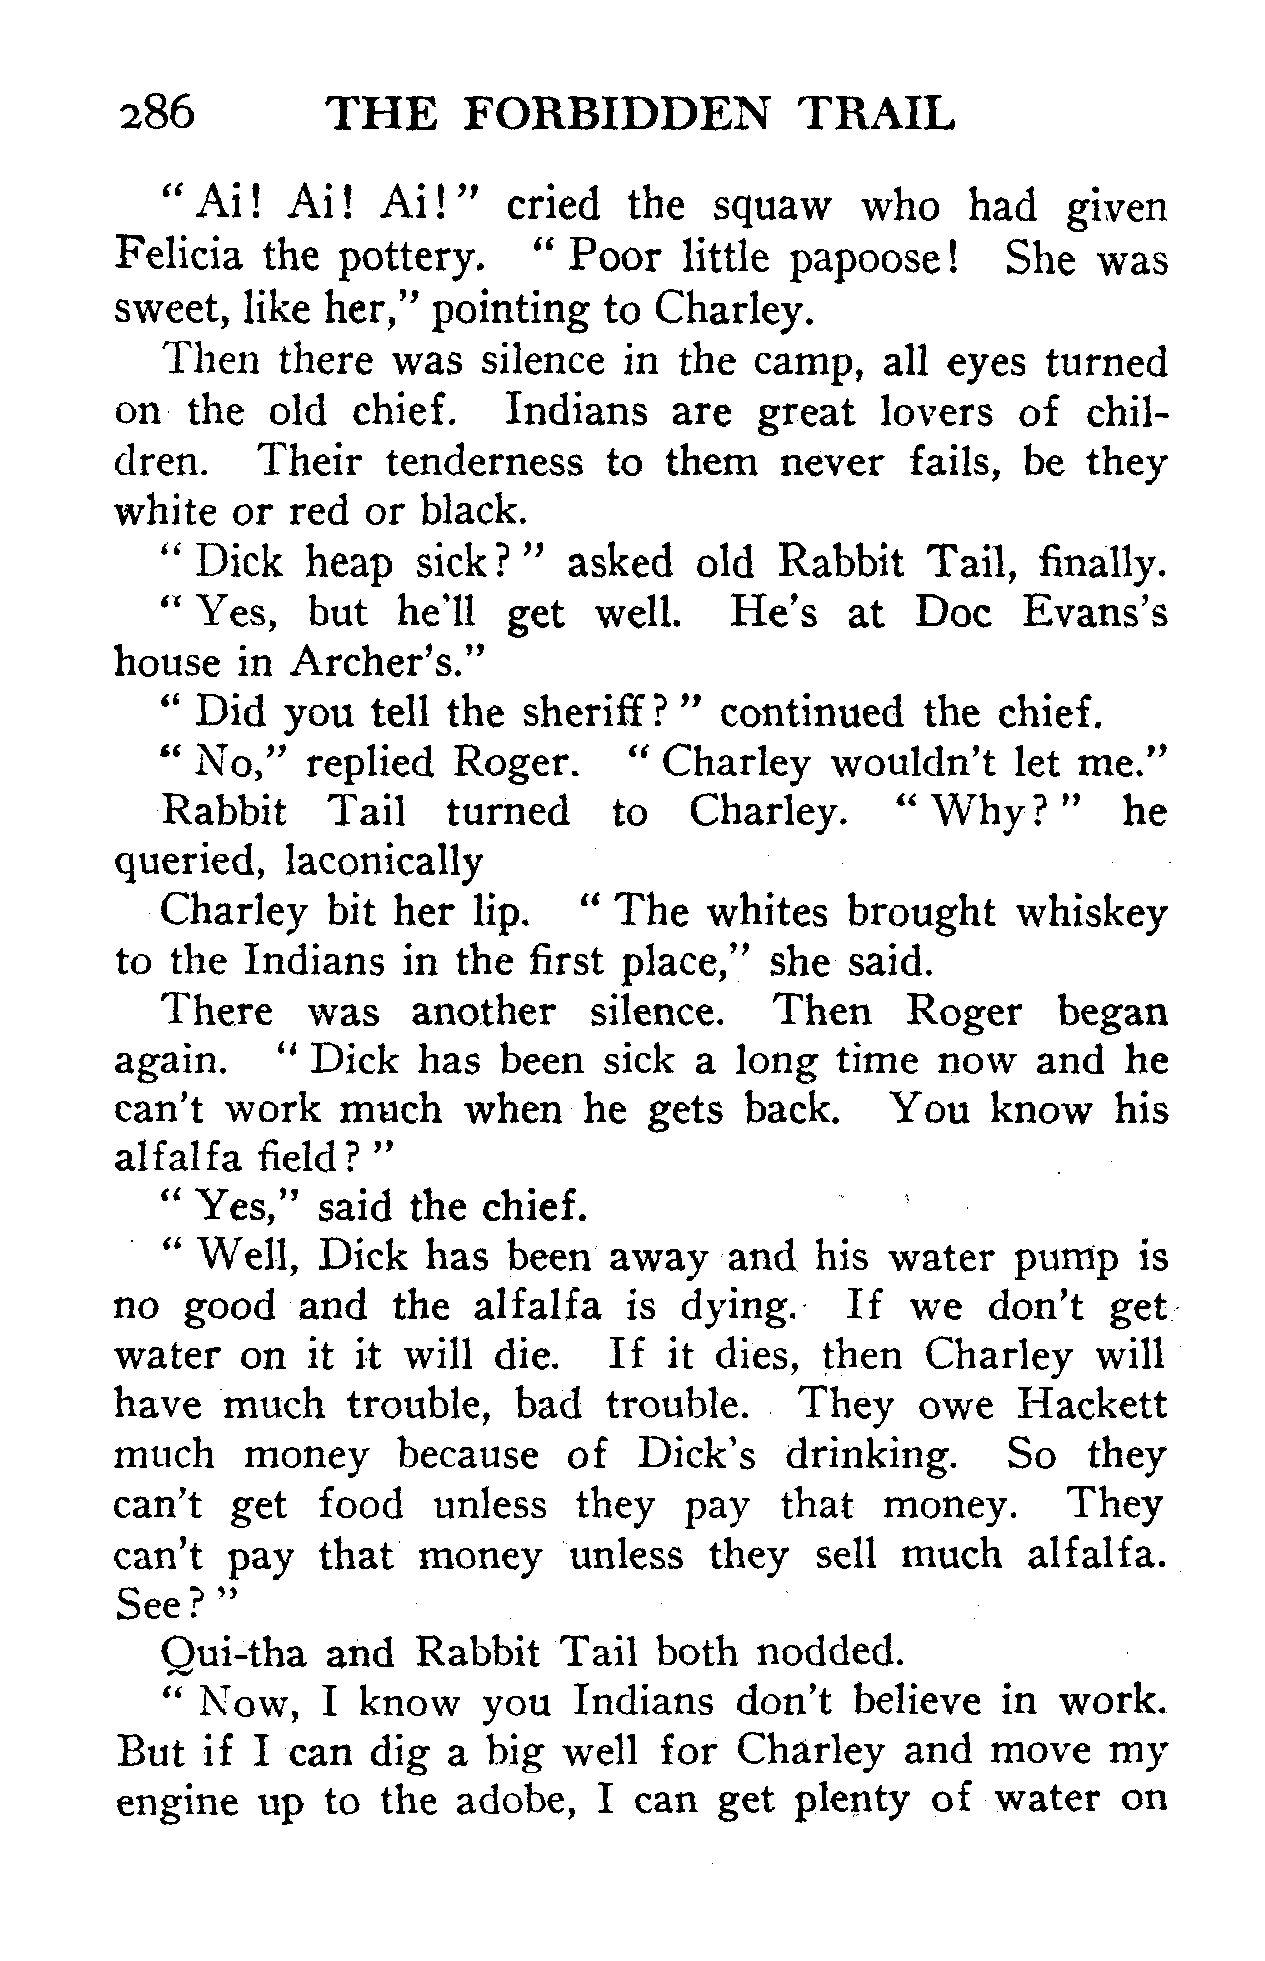 286 THE FORBIDDEN TRAIL
“ Ai! Ai! Ai! ” cried the squaw who had given
Felicia the pottery. “ Poor little papoose! She was
sweet, like her,” pointing to Charley.
Then there was silence in the camp, all eyes turned
on the old chief. Indians are great lovers of chil-
dren. Their tenderness to them never fails, be they
white or red or black.
“ Dick heap sick? ” asked old Rabbit Tail, finally.
“ Yes, but he'll get well. He's at Doc Evans's
house in Archer's.”
“ Did you tell the sheriff? ” continued the chief.
“ No,” replied Roger. “ Charley wouldn't let me.”
Rabbit Tail turned to Charley. “ Why? ” he
queried, laconically
Charley bit her lip. “ The whites brought whiskey
to the Indians in the first place,” she said.
There was another silence. Then Roger began
again. “ Dick has been sick a long time now and he
can't work much when he gets back. You know his
alfalfa field? ”
“ Yes,” said the chief.
“ Well, Dick has been away and his water pump is
no good and the alfalfa is dying. If we don't get
water on it it will die. If it dies, then Charley will
have much trouble, bad trouble. They owe Hackett
much money because of Dick's drinking. So they
can't get food unless they pay that money. They
can't pay that money unless they sell much alfalfa.
See? ”
Qui-tha and Rabbit Tail both nodded.
“ Now, I know you Indians don't believe in work.
But if I can dig a big well for Charley and move my
engine up to the adobe, I can get plenty of water on